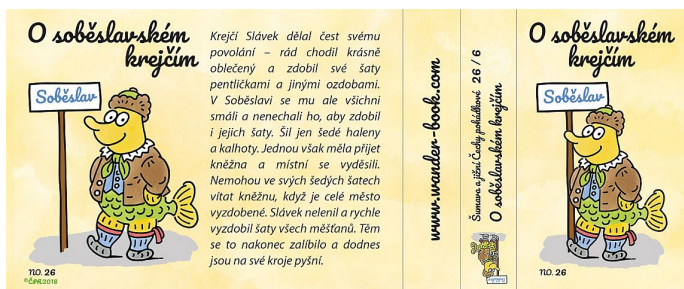 O soběslavském
krejčím
Soběslav
NO. 26
©ČPA2018
Krejčí Slávek dělal čest svému
povolání – rád chodil krásně
oblečený a zdobil své šaty
pentličkami a jinými ozdobami.
V Soběslavi se mu ale všichni
smáli a nenechali ho, aby zdobil
i jejich šaty. Šil jen šedé haleny
a kalhoty. Jednou však měla přijet
kněžna a místní se vyděsili.
Nemohou ve svých šedých šatech
vítat kněžnu, když je celé město
vyzdobené. Slávek nelenil a rychle
vyzdobil šaty všech měšťanů. Těm
se to nakonec zalíbilo a dodnes
jsou na své kroje pyšní.
www.wander-book.com
Šumava a jižní Čechy pohádkové 26 / 6
O soběslavském krejčím
O soběslavském
krejčím
Soběslav
NO. 26